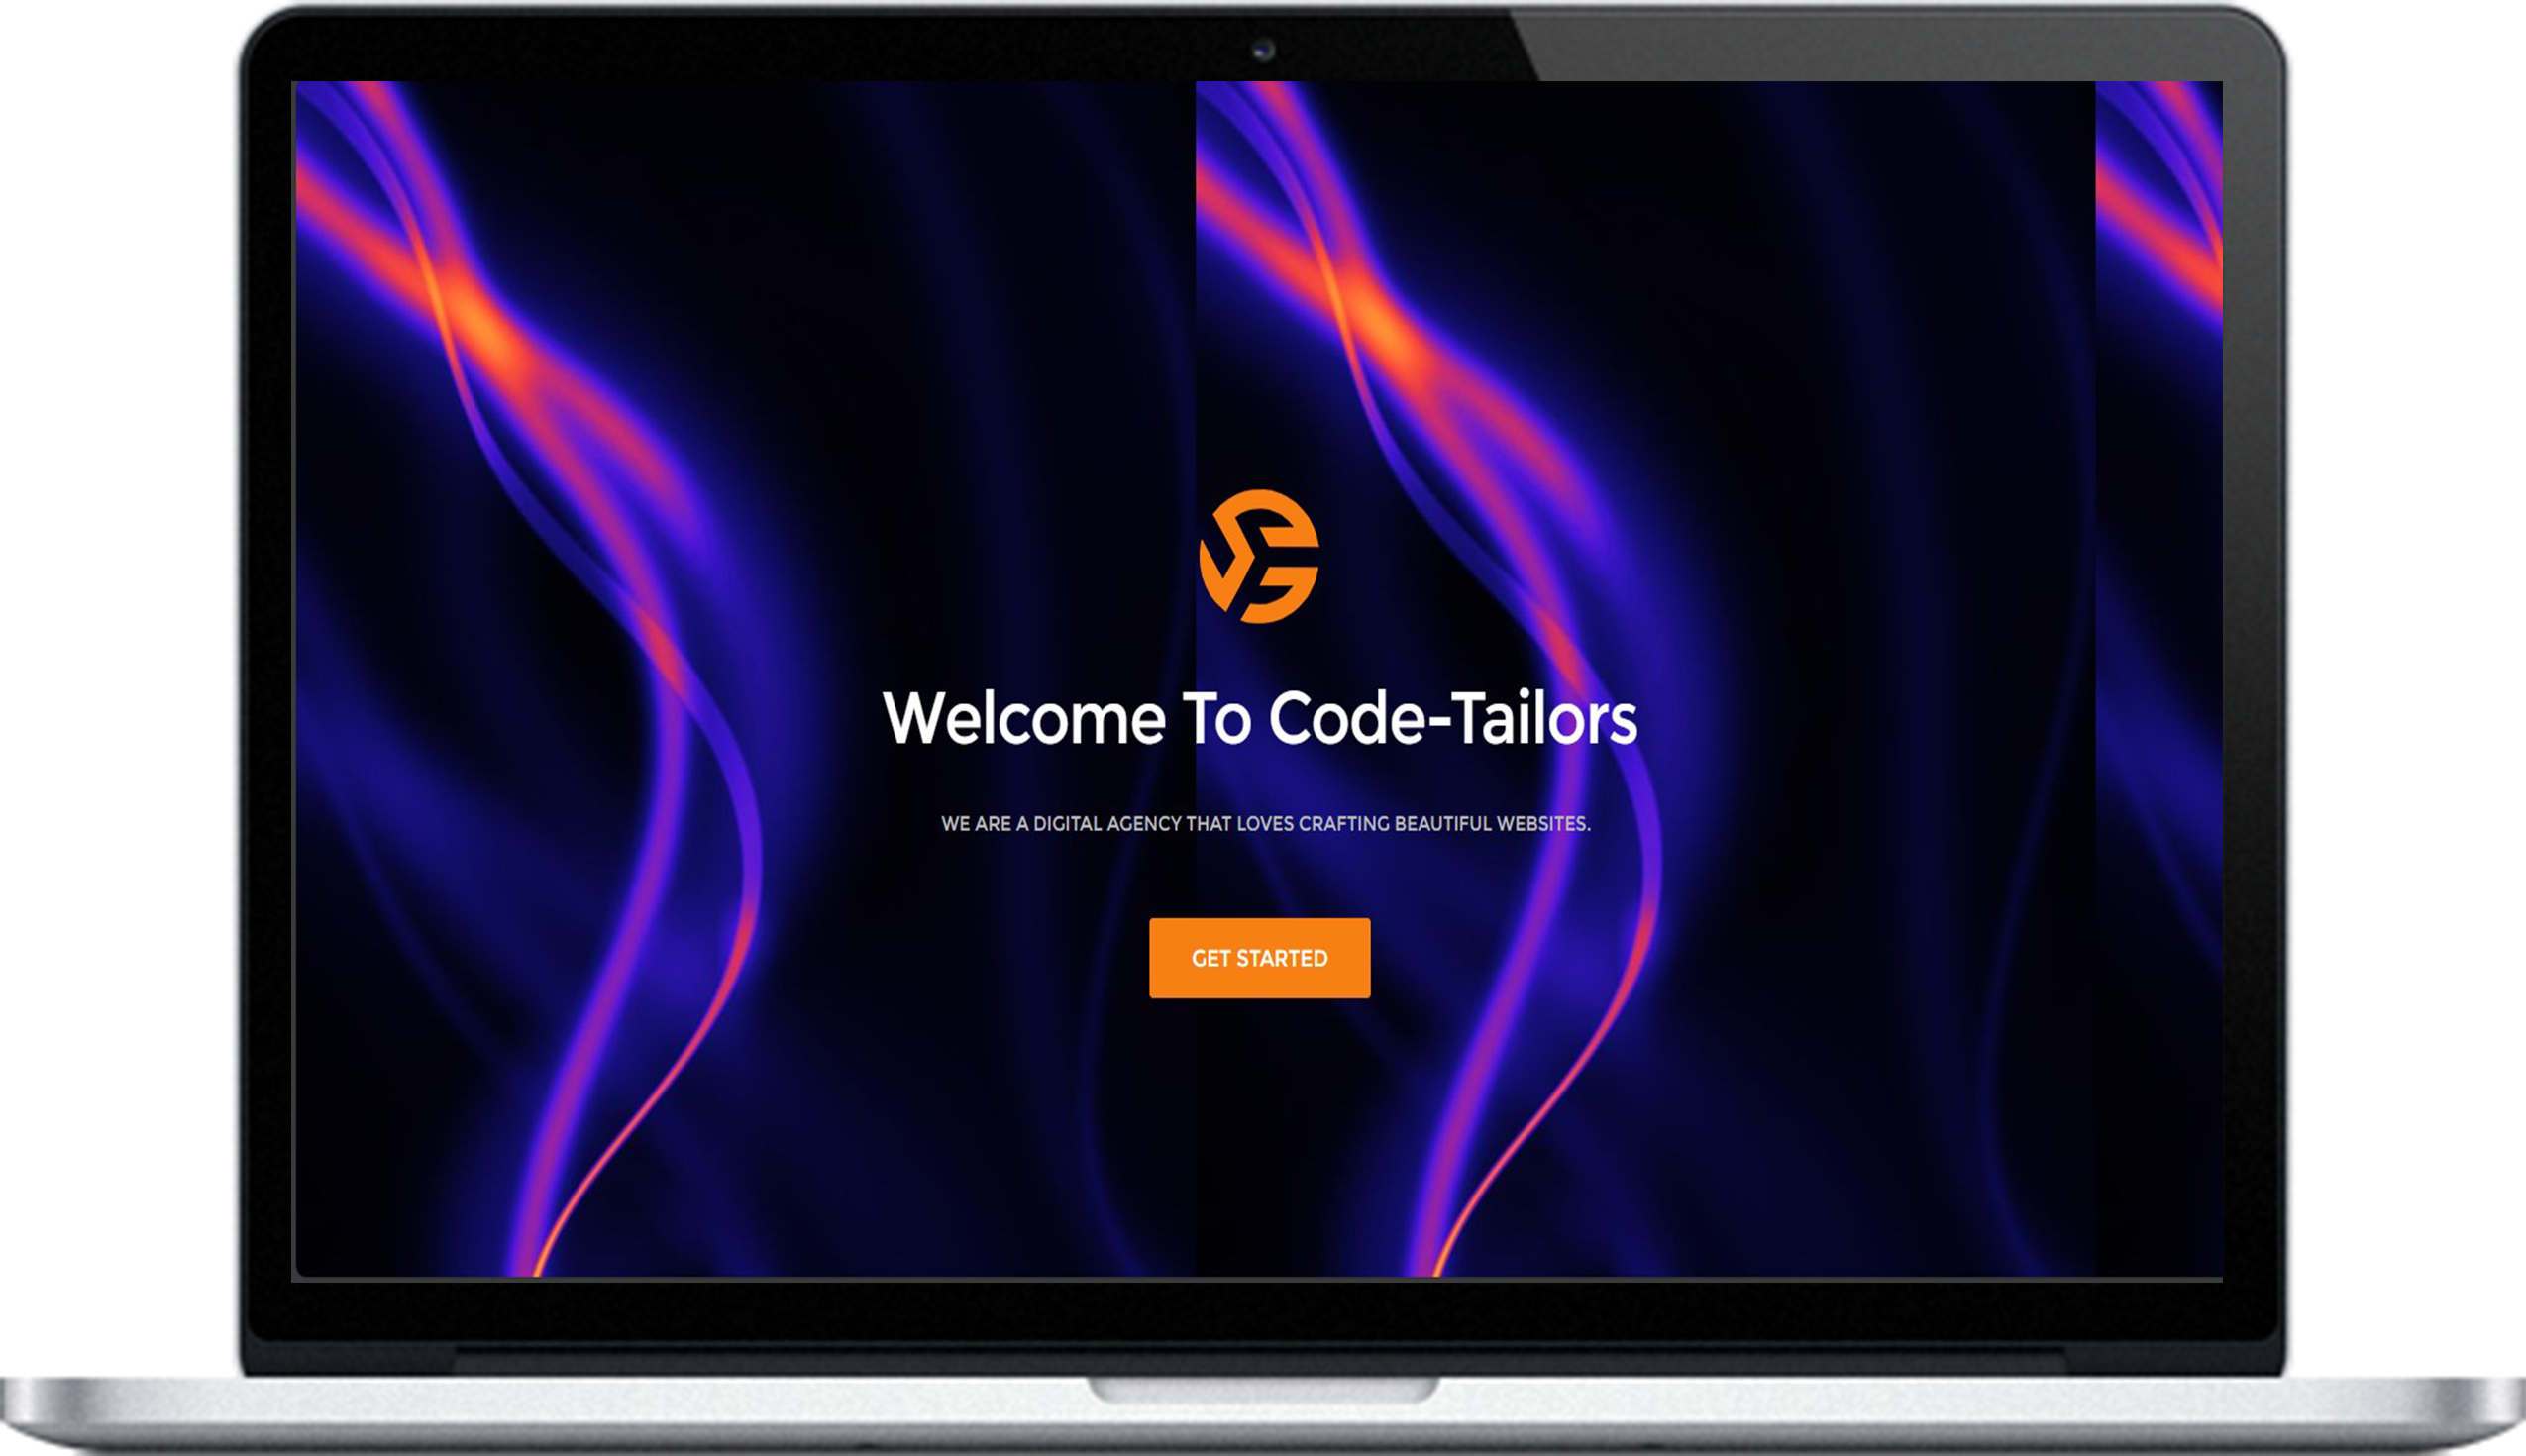 Welcome To Code-Tailors
WE ARE A DIGITAL AGENCY THAT LOVES CRAFTING BEAUTIFUL WEBSITES.
GET STARTED